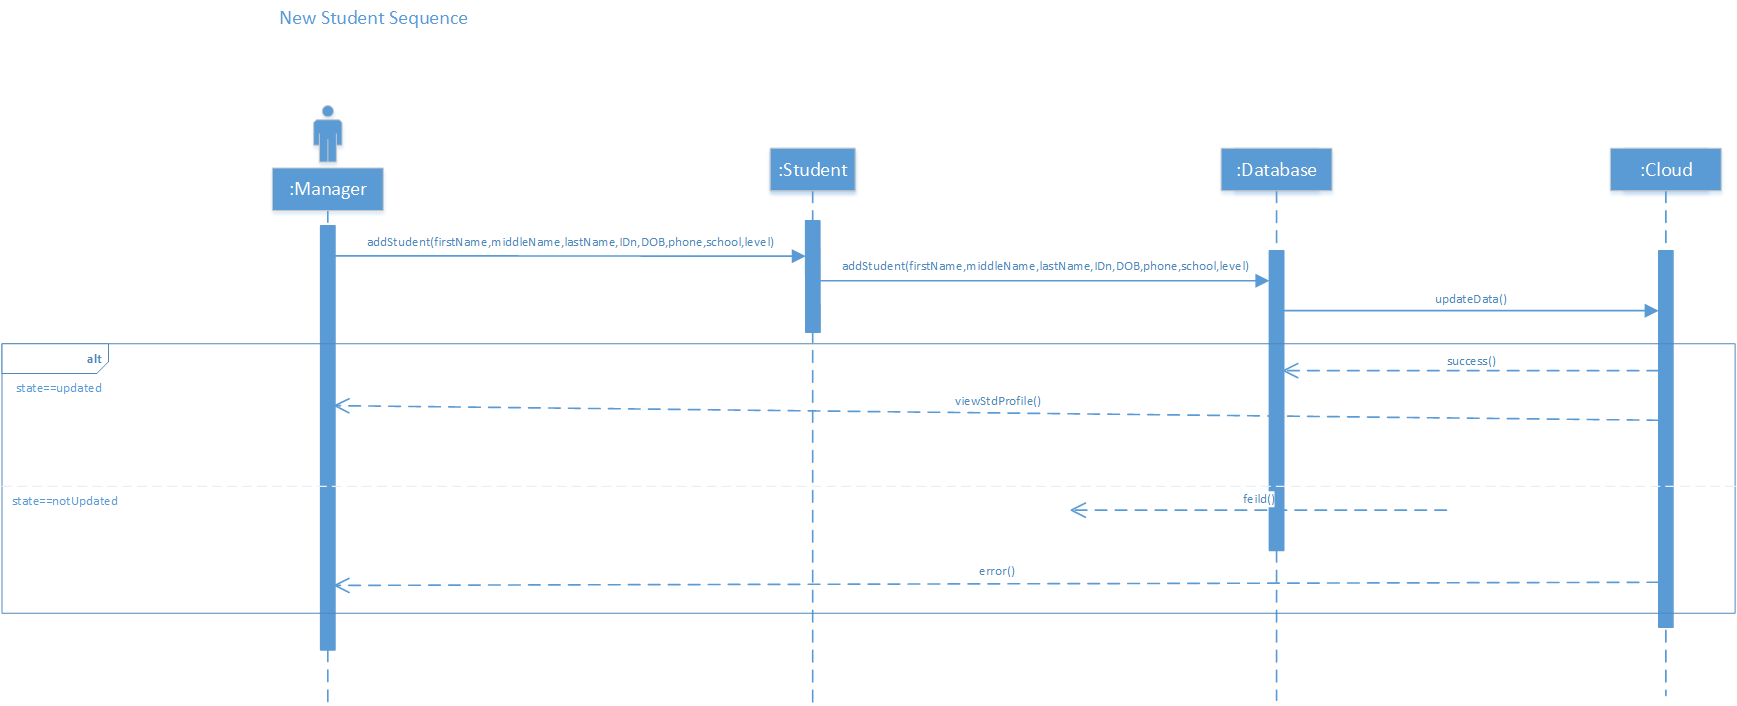 New Student Sequence
:Manager
:Student
:Database
:Cloud
addStudent(firstName,middleName,lastName,IDn,DOB,phone,school,level)
addStudent(firstName,middleName,lastName,IDn,DOB,phone,school,level)
updateData()
alt
success()
state==updated
viewStdProfile()
state==notUpdated
feild()
error()